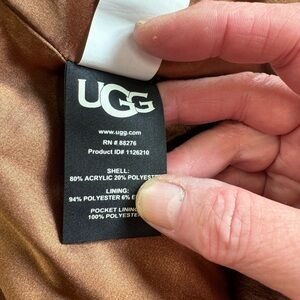 UGG
www.ugg.com
RN # 88276
Product ID# 1126210
SHELL:
80% ACRYLIC 20% POLYESTER
LINING:
94% POLYESTER 6%
POCKET LINING
100% POLYESTE